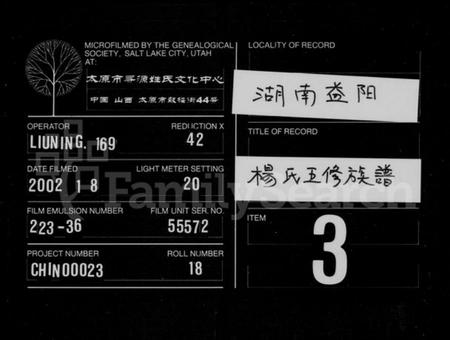 MICROFILMED BY THE GENEALOGICAL
SOCIETY, SALT LAKE CITY, UTAH
AT:
太原市寻源姓氏文化中心
中国 山西 太原市敦化街44号
OPERATOR
LIUNING. 169
REDUCTION X
42
DATE FILMED
2002 1 8
LIGHT METER SETTING
20
FILM EMULSION NUMBER
223-36
FILM UNIT SER. NO.
55572
PROJECT NUMBER
CHIN00023
ROLL NUMBER
18
LOCALITY OF RECORD
湖南益阳
TITLE OF RECORD
楊氏五修族譜
ITEM
3
FamilySearch